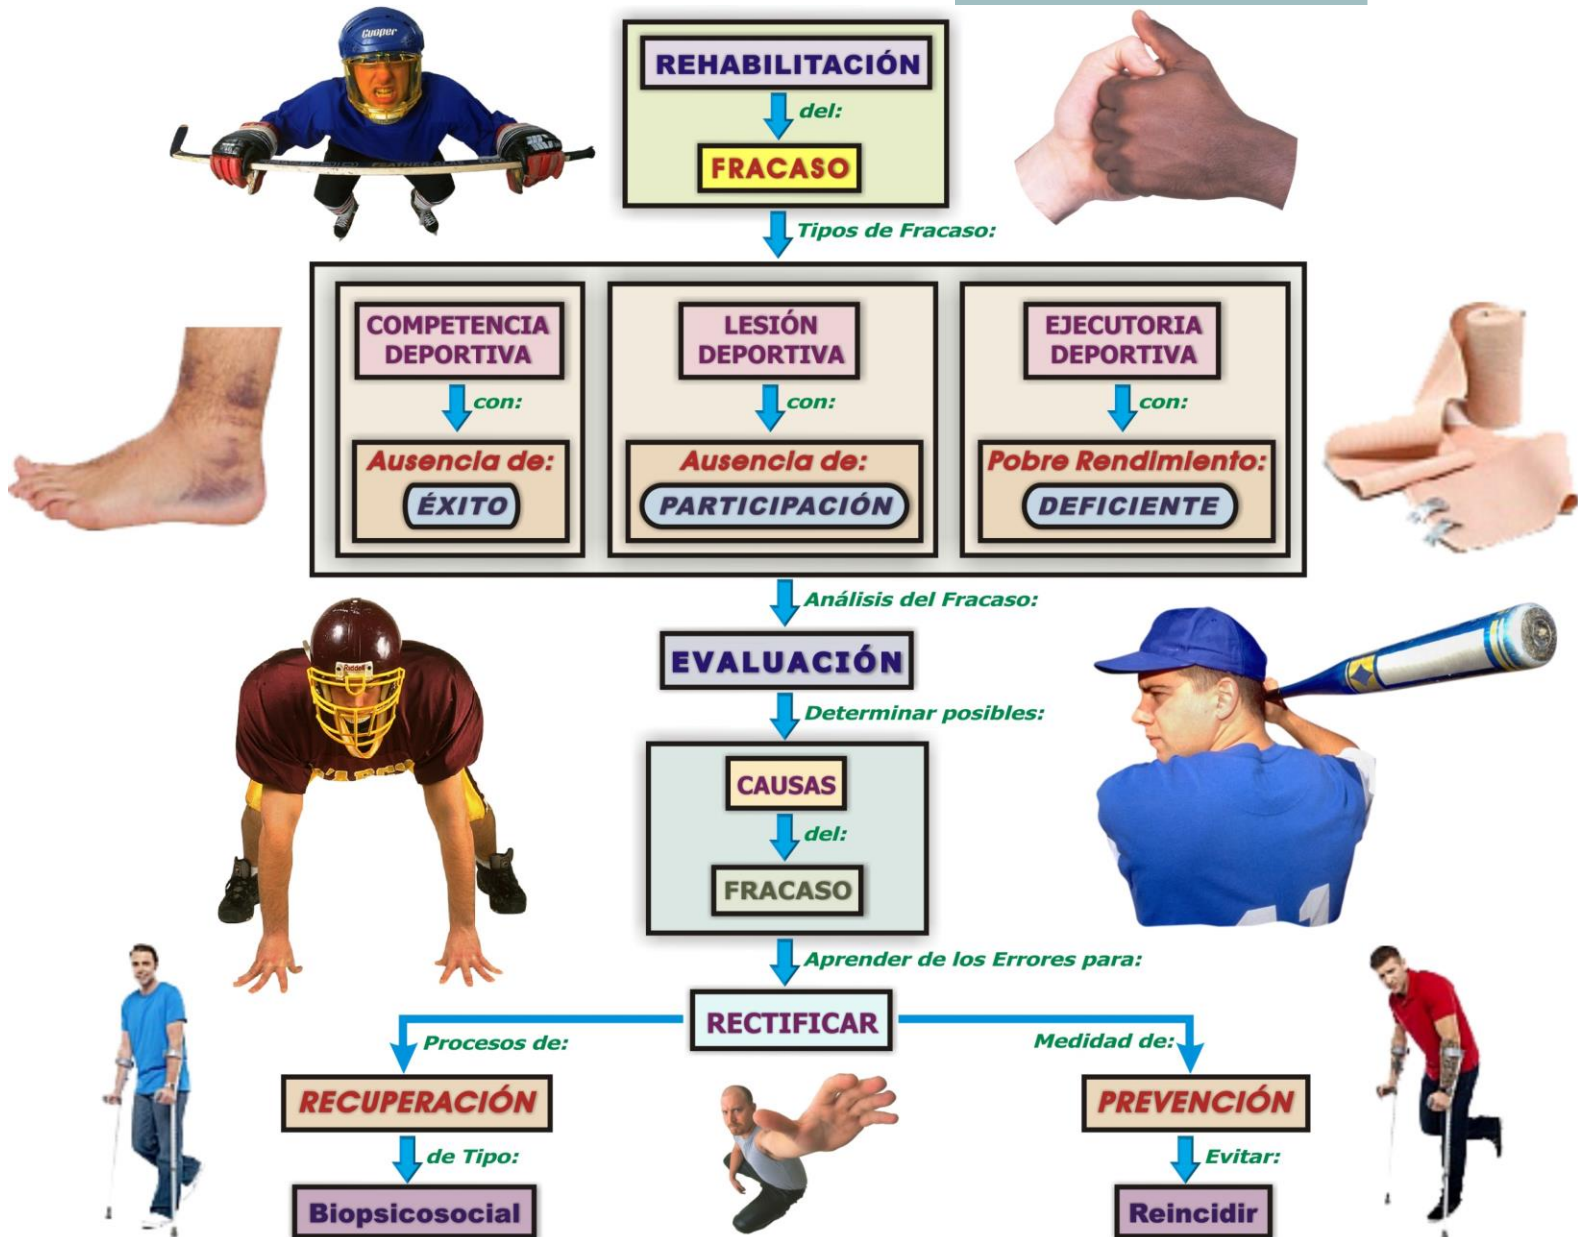 Cooper
REHABILITACIÓN
del:
FRACASO
Tipos de Fracaso:
COMPETENCIA
DEPORTIVA
con:
Ausencia de:
ÉXITO
LESIÓN
DEPORTIVA
con:
Ausencia de:
PARTICIPACIÓN
EJECUTORIA
DEPORTIVA
con:
Pobre Rendimiento:
DEFICIENTE
Análisis del Fracaso:
EVALUACIÓN
Riddell
Determinar posibles:
CAUSAS
del:
FRACASO
Aprender de los Errores para:
RECTIFICAR
Procesos de:
RECUPERACIÓN
de Tipo:
Biopsicosocial
Medidad de:
PREVENCIÓN
Evitar:
Reincidir